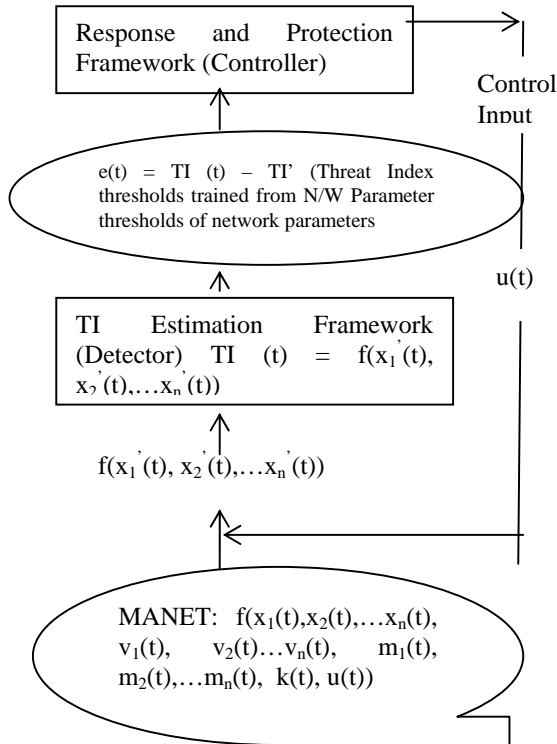 Response and Protection
Framework (Controller)
Control
Input
e(t) = TI (t) – TI’ (Threat Index
thresholds trained from N/W Parameter
thresholds of network parameters
u(t)
TI Estimation Framework
(Detector) TI (t) = f(x₁’(t),
x₂’(t),…xₙ’(t))
f(x₁’(t), x₂’(t),…xₙ’(t))
MANET: f(x₁(t),x₂(t),…xₙ(t),
v₁(t), v₂(t)…vₙ(t), m₁(t),
m₂(t),…mₙ(t), k(t), u(t))